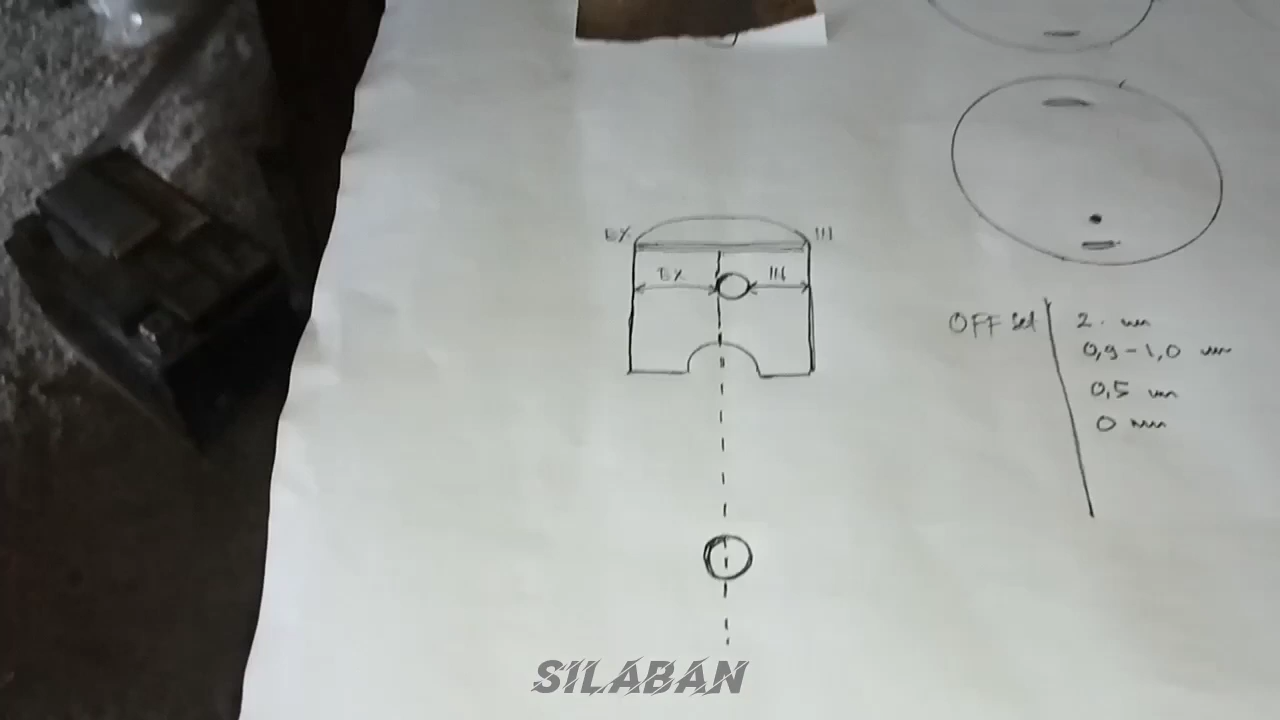 EX IN
EX IN
OFF Set
2. mm
0,9 - 1,0 mm
0,5 mm
0 mm
SILABAN